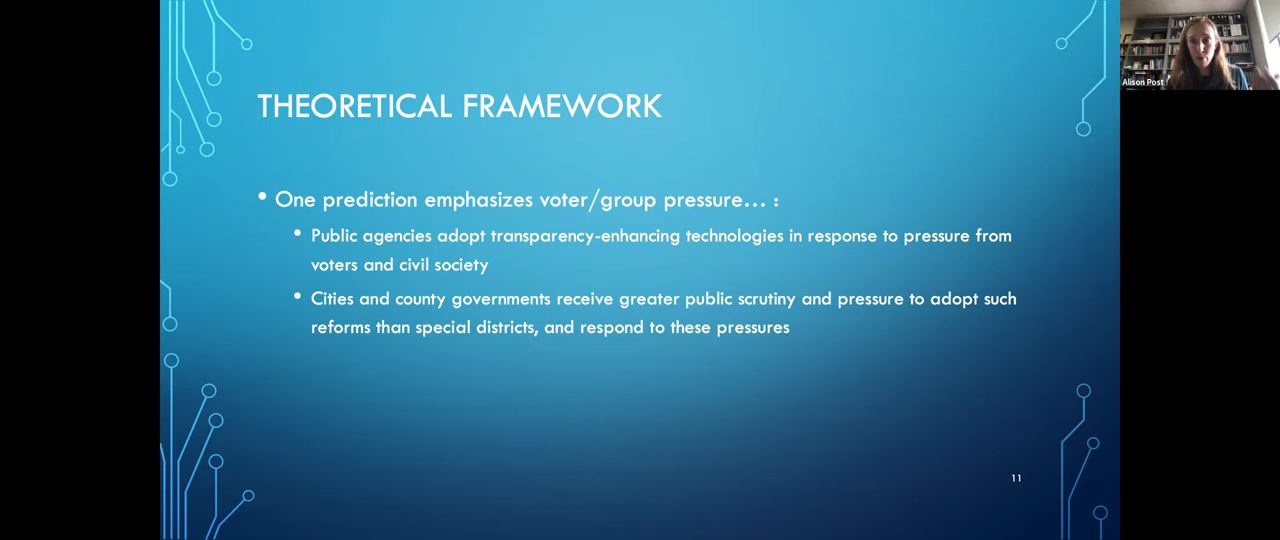 Alison Post
THEORETICAL FRAMEWORK
• One prediction emphasizes voter/group pressure… :
• Public agencies adopt transparency-enhancing technologies in response to pressure from
voters and civil society
• Cities and county governments receive greater public scrutiny and pressure to adopt such
reforms than special districts, and respond to these pressures
11